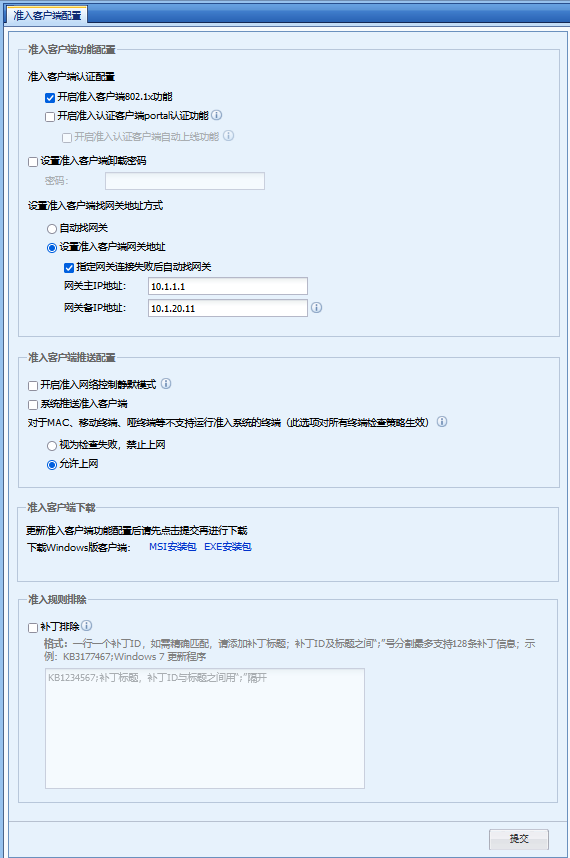 准入客户端配置
准入客户端功能配置
准入客户端认证配置
开启准入客户端802.1x功能
开启准入认证客户端portal认证功能
开启准入认证客户端自动上线功能
设置准入客户端卸载密码
密码：
设置准入客户端找网关地址方式
自动找网关
设置准入客户端网关地址
指定网关连接失败后自动找网关
网关主IP地址： 10.1.1.1
网关备IP地址： 10.1.20.11
准入客户端推送配置
开启准入网络控制静默模式
系统推送准入客户端
对于MAC、移动终端、哑终端等不支持运行准入系统的终端（此选项对所有终端检查策略生效）
视为检查失败，禁止上网
允许上网
准入客户端下载
更新准入客户端功能配置后请先点击提交再进行下载
下载Windows版客户端： MSI安装包 EXE安装包
准入规则排除
补丁排除
格式：一行一个补丁ID，如需精确匹配，请添加补丁标题；补丁ID及标题之间“;”号分割最多支持128条补丁信息；示
例：KB3177467;Windows 7 更新程序
KB1234567;补丁标题，补丁ID与标题之间用“;”隔开
提交